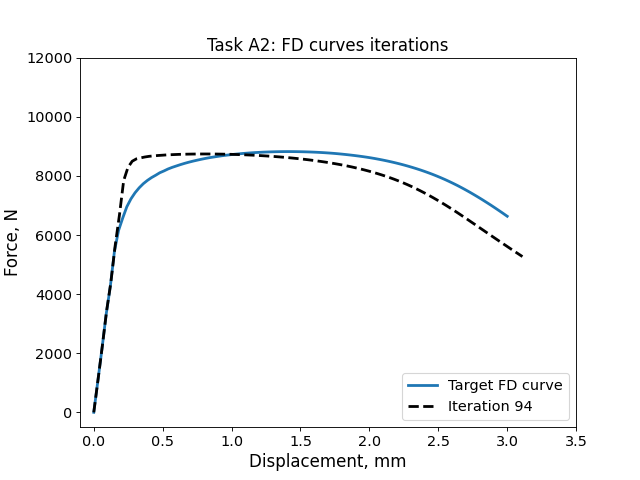 Task A2: FD curves iterations
12000
10000
8000
6000
4000
2000
0
Force, N
0.0 0.5 1.0 1.5 2.0 2.5 3.0 3.5
Displacement, mm
Target FD curve
Iteration 94